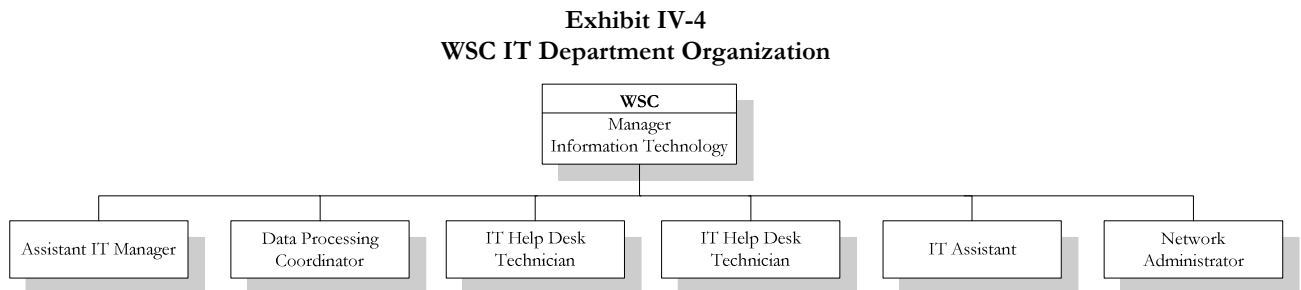 Exhibit IV-4
WSC IT Department Organization
WSC
Manager
Information Technology
Assistant IT Manager
Data Processing
Coordinator
IT Help Desk
Technician
IT Help Desk
Technician
IT Assistant
Network
Administrator